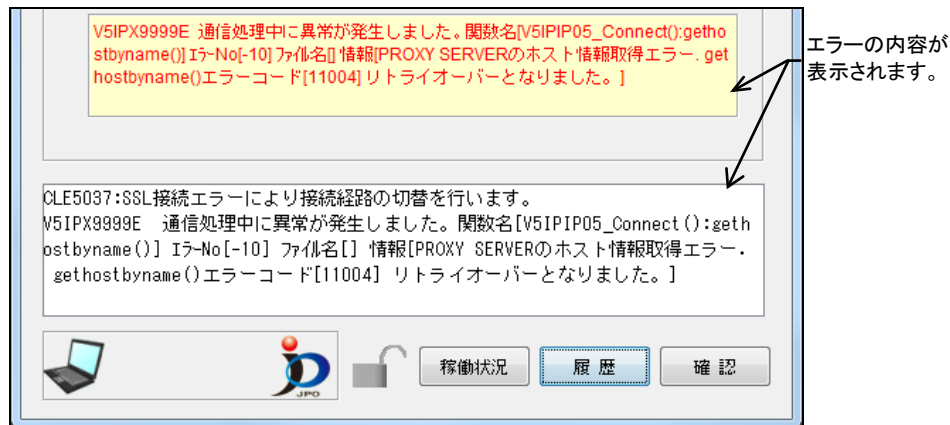 V5IPX9999E 通信処理中に異常が発生しました。関数名[V5IPIP05_Connect():getho
stbyname()] ｴﾗｰNo[-10] ﾌｧｲﾙ名[] 情報[PROXY SERVERのホスト情報取得エラー. get
hostbyname()エラーコード[11004] リトライオーバーとなりました。]
エラーの内容が
表示されます。
CLE5037:SSL接続エラーにより接続経路の切替を行います。
V5IPX9999E　通信処理中に異常が発生しました。関数名[V5IPIP05_Connect():geth
ostbyname()] ｴﾗｰNo[-10] ﾌｧｲﾙ名[] 情報[PROXY SERVERのホスト情報取得エラー.
gethostbyname()エラーコード[11004] リトライオーバーとなりました。]
JPO
稼働状況
履 歴
確 認